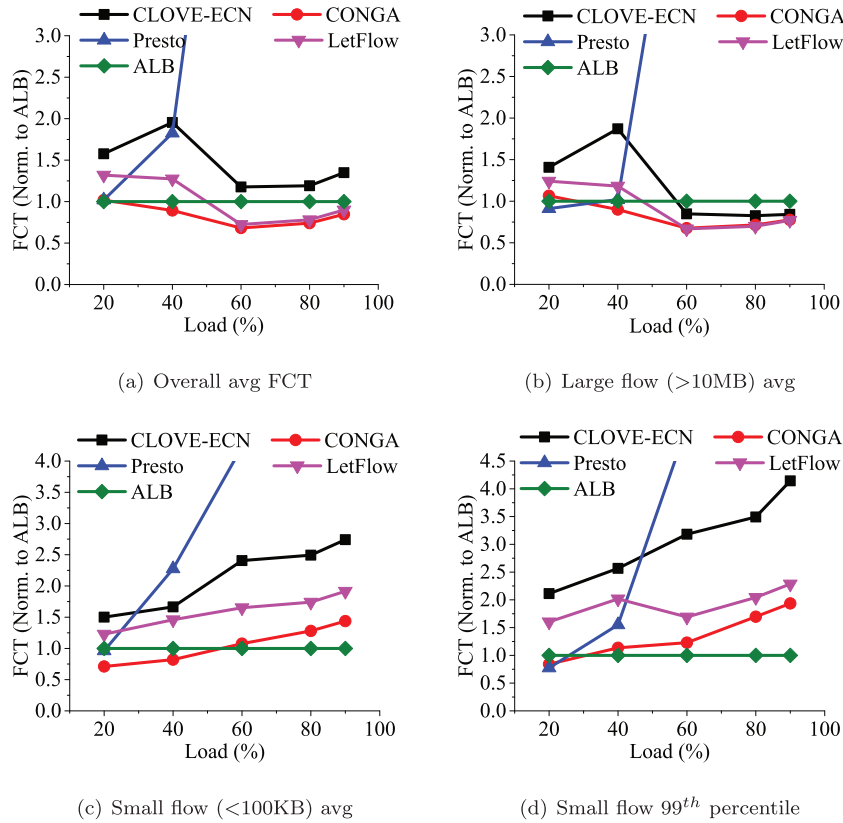 CLOVE-ECN CONGA
Presto LetFlow
ALB
FCT (Norm. to ALB)
3.0
2.5
2.0
1.5
1.0
0.5
0.0
20 40 60 80 100
Load (%)
(a) Overall avg FCT
CLOVE-ECN CONGA
Presto LetFlow
ALB
FCT (Norm. to ALB)
3.0
2.5
2.0
1.5
1.0
0.5
0.0
20 40 60 80 100
Load (%)
(b) Large flow (>10MB) avg
CLOVE-ECN CONGA
Presto LetFlow
ALB
FCT (Norm. to ALB)
4.0
3.5
3.0
2.5
2.0
1.5
1.0
0.5
0.0
20 40 60 80 100
Load (%)
(c) Small flow (<100KB) avg
CLOVE-ECN CONGA
Presto LetFlow
ALB
FCT (Norm. to ALB)
4.5
4.0
3.5
3.0
2.5
2.0
1.5
1.0
0.5
0.0
20 40 60 80 100
Load (%)
(d) Small flow 99th percentile